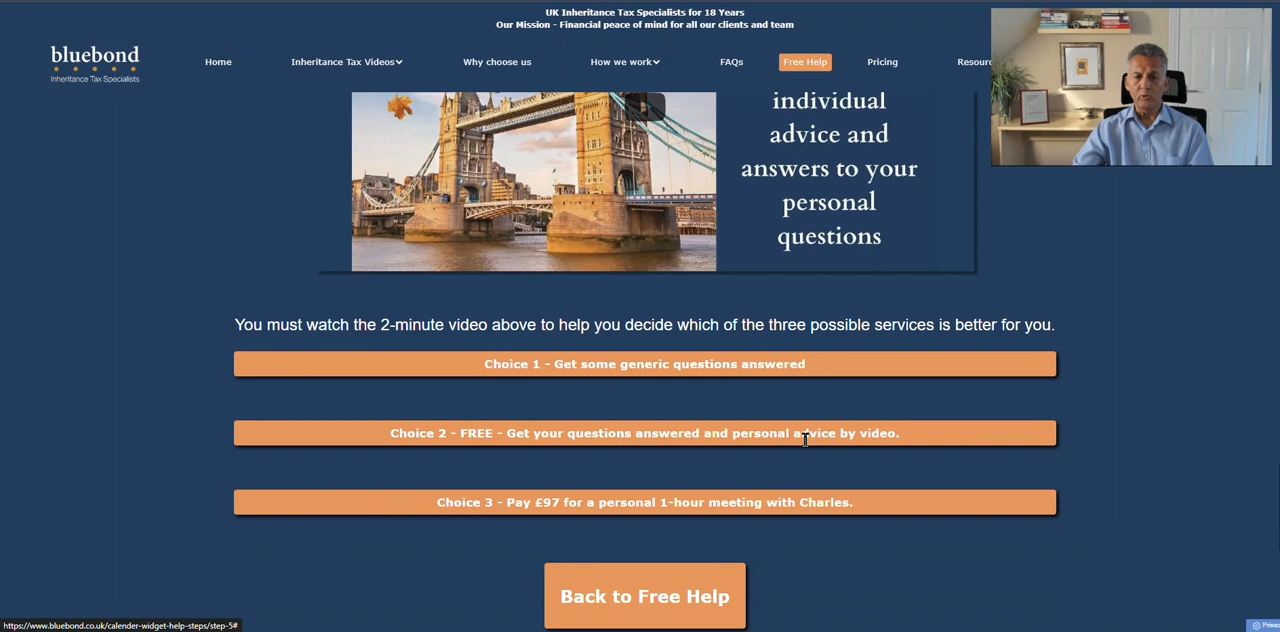 UK Inheritance Tax Specialists for 18 Years
Our Mission - Financial peace of mind for all our clients and team
bluebond
Inheritance Tax Specialists
Home
Inheritance Tax Videos
Why choose us
How we work
FAQs
Free Help
Pricing
Resourc
individual
advice and
answers to your
personal
questions
You must watch the 2-minute video above to help you decide which of the three possible services is better for you.
Choice 1 - Get some generic questions answered
Choice 2 - FREE - Get your questions answered and personal advice by video.
Choice 3 - Pay £97 for a personal 1-hour meeting with Charles.
Back to Free Help
https://www.bluebond.co.uk/calender-widget-help-steps/step-5#
Privac